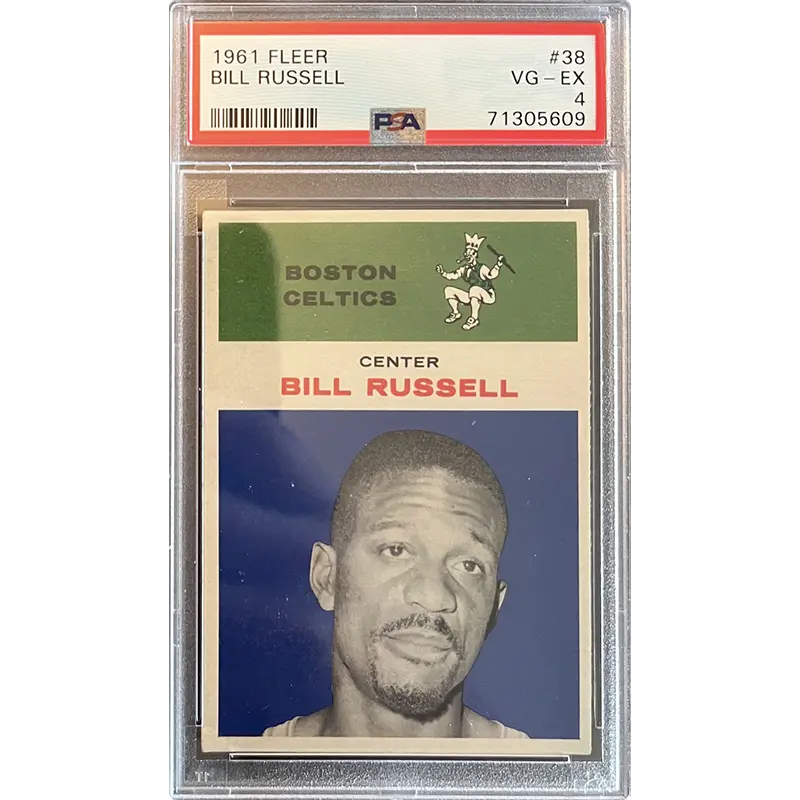 1961 FLEER #38
BILL RUSSELL VG - EX
4
PSA 71305609
BOSTON
CELTICS
CENTER
BILL RUSSELL